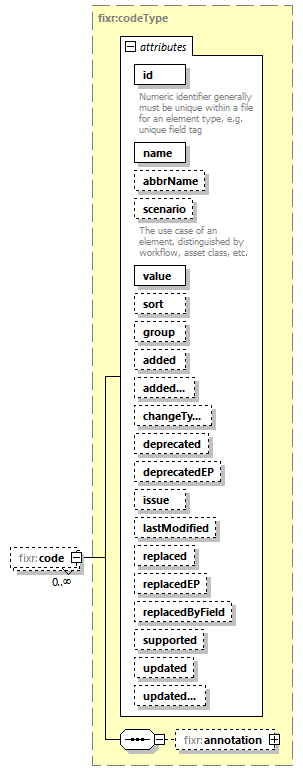 fixr:codeType
attributes
id
Numeric identifier generally
must be unique within a file
for an element type, e.g.
unique field tag
name
abbrName
scenario
The use case of an
element, distinguished by
workflow, asset class, etc.
value
sort
group
added
added...
changeTy...
deprecated
deprecatedEP
issue
lastModified
fixr:code
replaced
0..∞
replacedEP
replacedByField
supported
updated
updated...
fixr:annotation